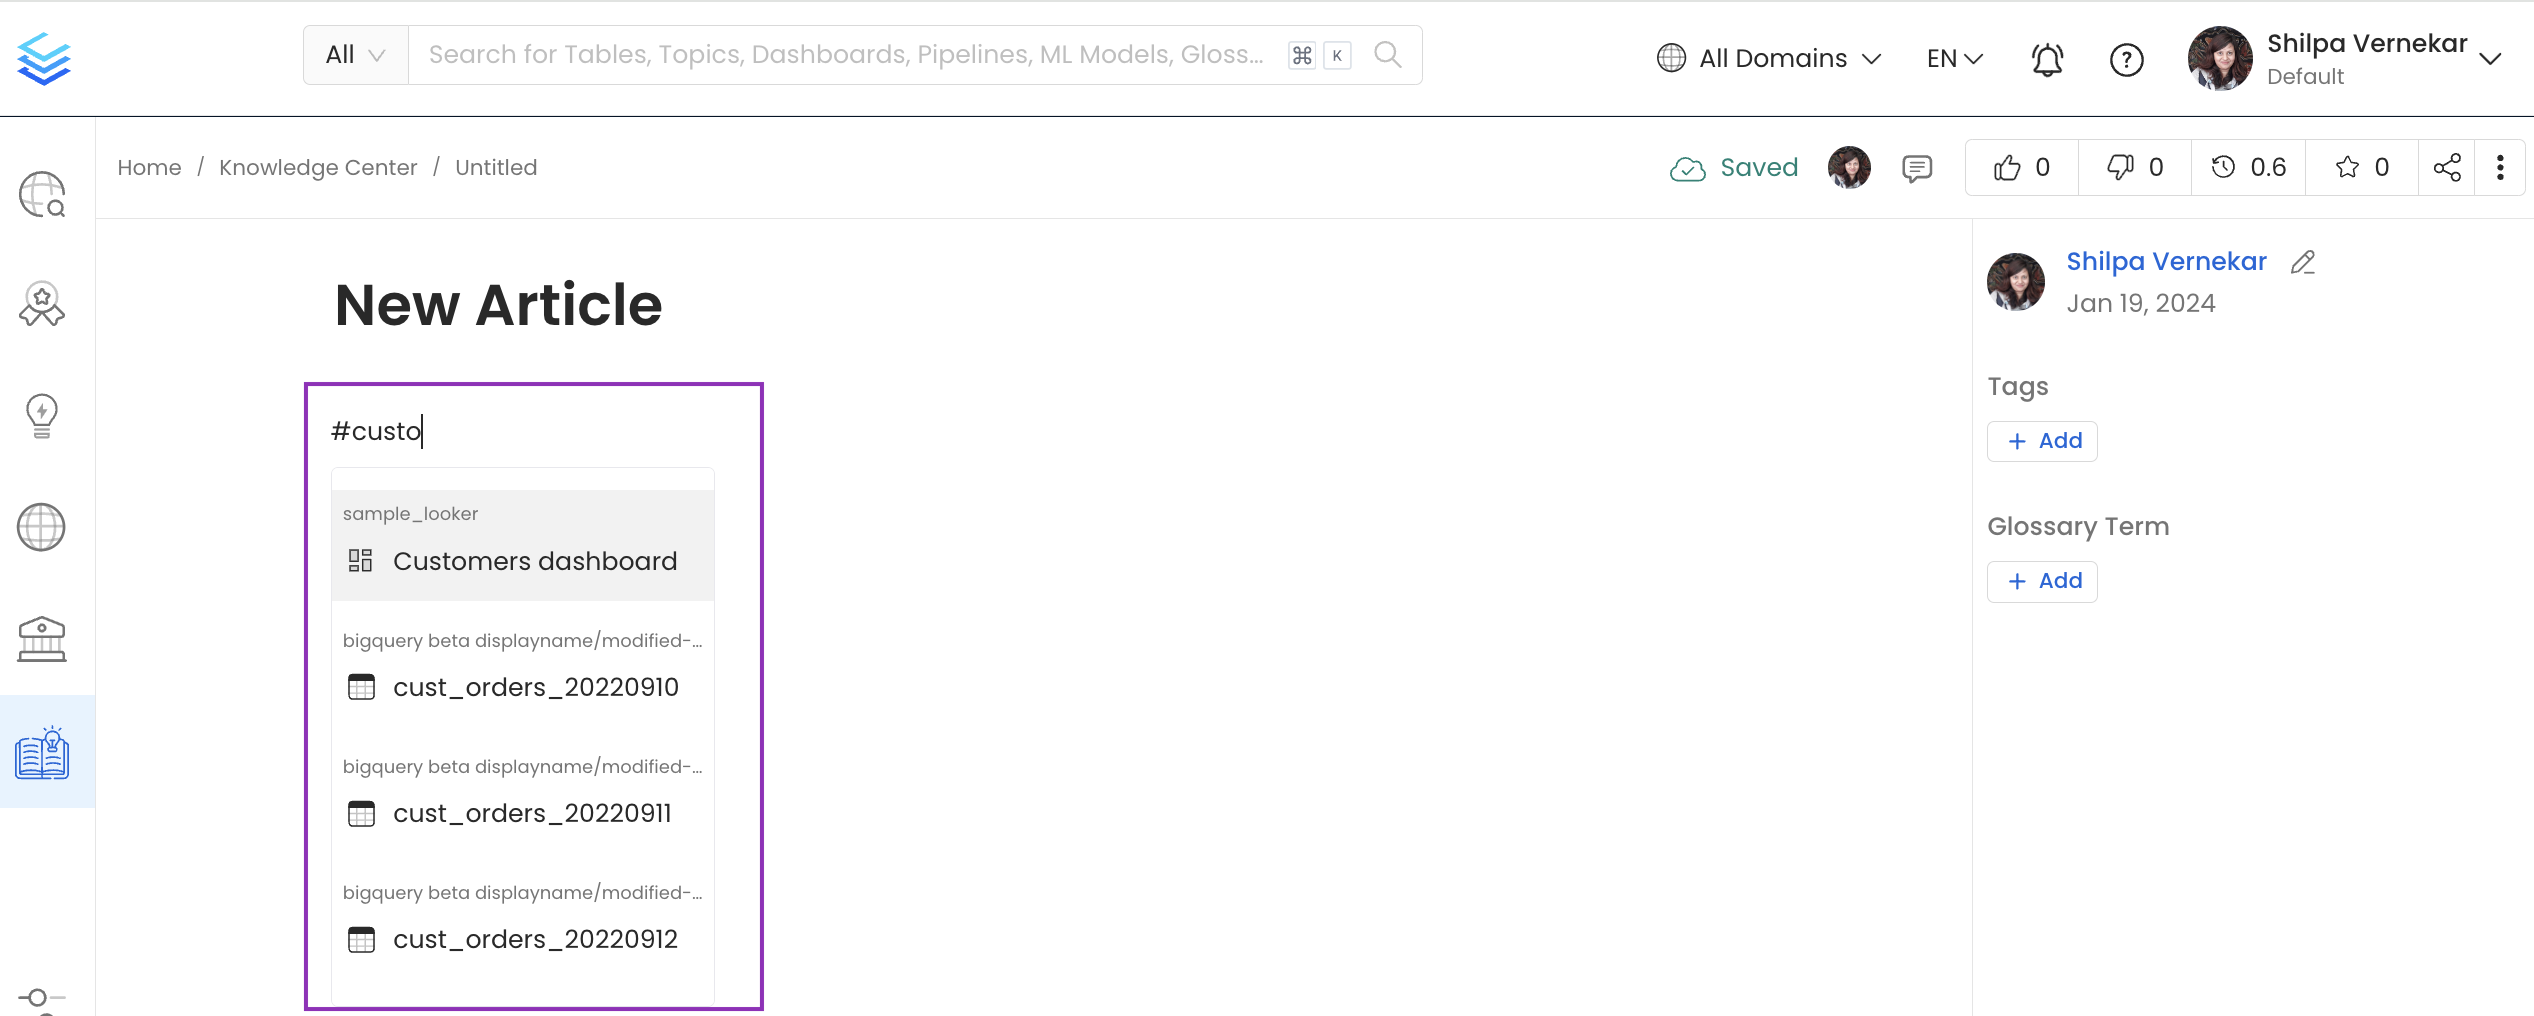 All
Search for Tables, Topics, Dashboards, Pipelines, ML Models, Gloss...
⌘ K
All Domains
EN
Shilpa Vernekar
Default
Home / Knowledge Center / Untitled
Saved
0
0
0.6
0
New Article
#custo
sample_looker
Customers dashboard
bigquery beta displayname/modified-...
cust_orders_20220910
bigquery beta displayname/modified-...
cust_orders_20220911
bigquery beta displayname/modified-...
cust_orders_20220912
Shilpa Vernekar
Jan 19, 2024
Tags
+ Add
Glossary Term
+ Add